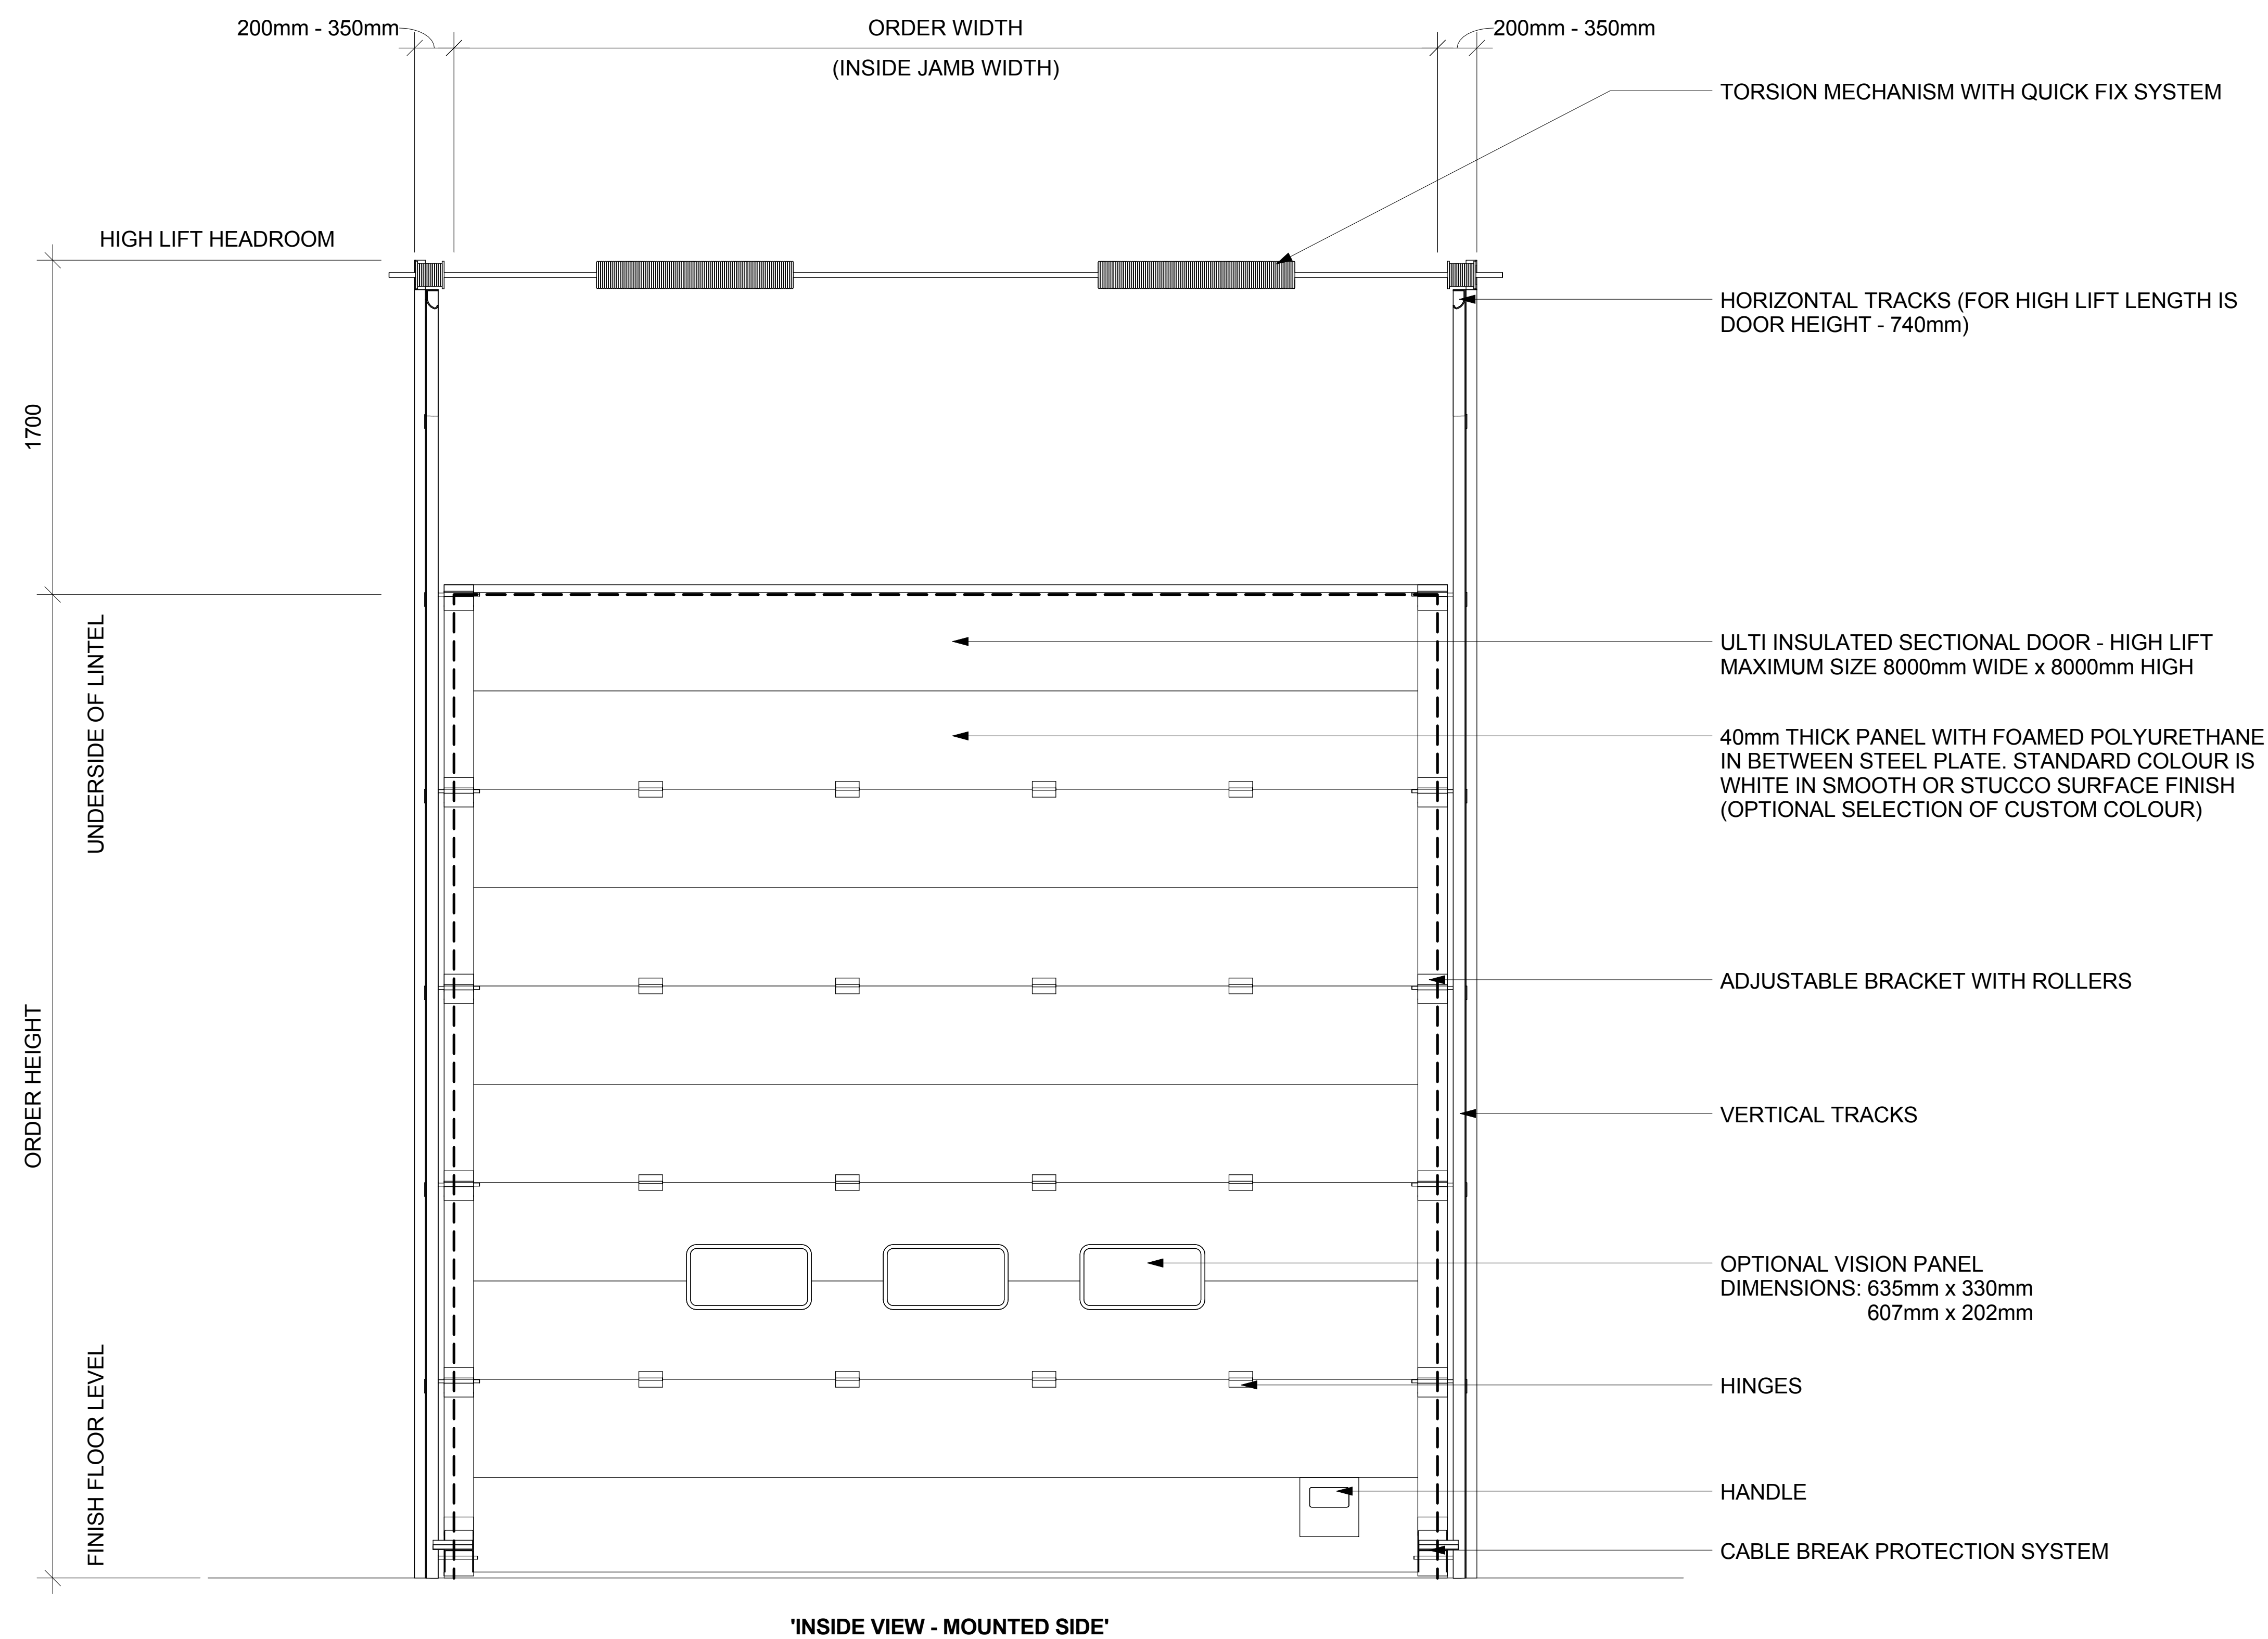 200mm - 350mm
ORDER WIDTH
200mm - 350mm
(INSIDE JAMB WIDTH)
TORSION MECHANISM WITH QUICK FIX SYSTEM
HIGH LIFT HEADROOM
HORIZONTAL TRACKS (FOR HIGH LIFT LENGTH IS
DOOR HEIGHT - 740mm)
1700
UNDERSIDE OF LINTEL
ULTI INSULATED SECTIONAL DOOR - HIGH LIFT
MAXIMUM SIZE 8000mm WIDE x 8000mm HIGH
40mm THICK PANEL WITH FOAMED POLYURETHANE
IN BETWEEN STEEL PLATE. STANDARD COLOUR IS
WHITE IN SMOOTH OR STUCCO SURFACE FINISH
(OPTIONAL SELECTION OF CUSTOM COLOUR)
ADJUSTABLE BRACKET WITH ROLLERS
ORDER HEIGHT
VERTICAL TRACKS
OPTIONAL VISION PANEL
DIMENSIONS: 635mm x 330mm
607mm x 202mm
FINISH FLOOR LEVEL
HINGES
HANDLE
CABLE BREAK PROTECTION SYSTEM
'INSIDE VIEW - MOUNTED SIDE'